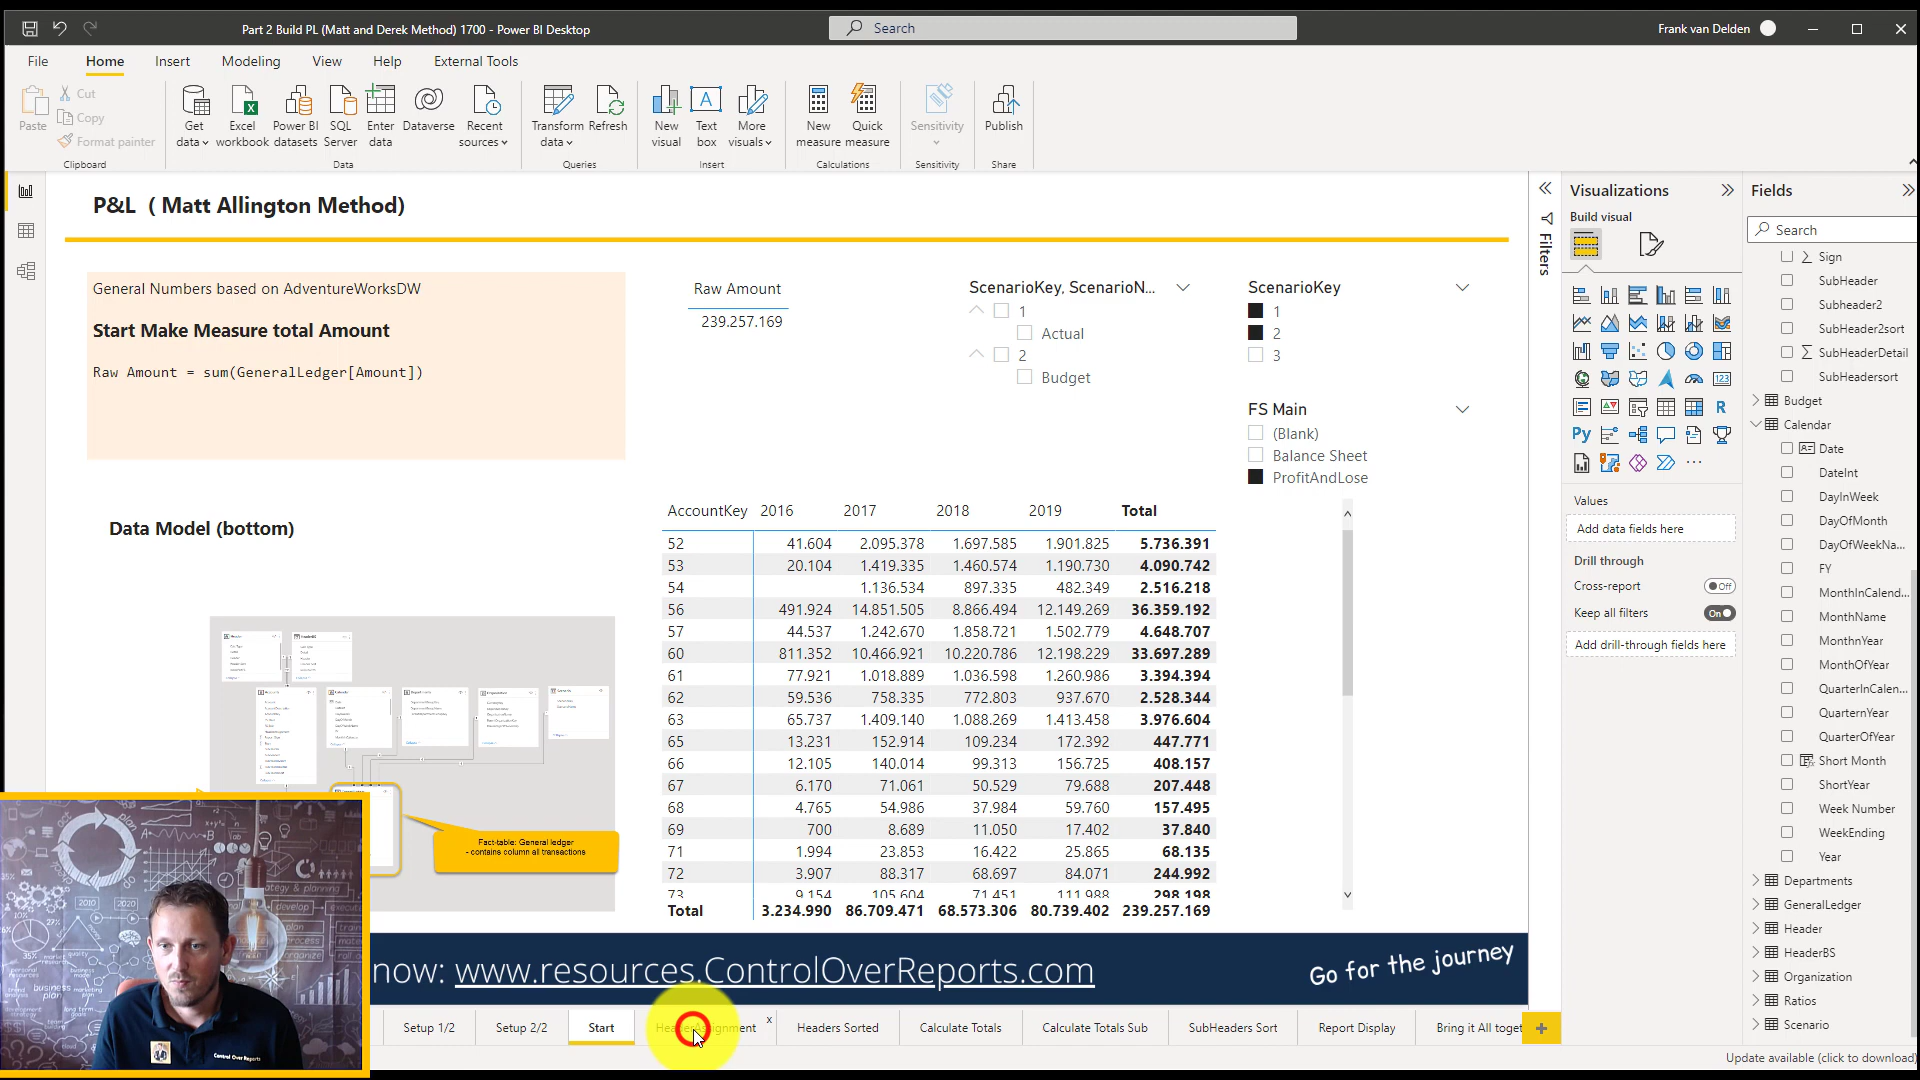 Part 2 Build PL (Matt and Derek Method) 1700 - Power BI Desktop
Search
Frank van Delden
File Home Insert Modeling View Help External Tools
Paste
Cut
Copy
Format painter
Clipboard
Get data
Excel workbook
Power BI datasets
SQL Server
Enter data
Dataverse
Recent sources
Data
Transform data
Refresh
Queries
New visual
Text box
More visuals
Insert
New measure
Quick measure
Calculations
Sensitivity
Sensitivity
Publish
Share
P&L ( Matt Allington Method)
General Numbers based on AdventureWorksDW
Start Make Measure total Amount
Raw Amount = sum(GeneralLedger[Amount])
Raw Amount
239.257.169
ScenarioKey, ScenarioN...
1
Actual
2
Budget
ScenarioKey
1
2
3
FS Main
(Blank)
Balance Sheet
ProfitAndLose
Data Model (bottom)
Fact-table: General ledger
- contains column all transactions
AccountKey 2016 2017 2018 2019 Total
52 41.604 2.095.378 1.697.585 1.901.825 5.736.391
53 20.104 1.419.335 1.460.574 1.190.730 4.090.742
54 1.136.534 897.335 482.349 2.516.218
56 491.924 14.851.505 8.866.494 12.149.269 36.359.192
57 44.537 1.242.670 1.858.721 1.502.779 4.648.707
60 811.352 10.466.921 10.220.786 12.198.229 33.697.289
61 77.921 1.018.889 1.036.598 1.260.986 3.394.394
62 59.536 758.335 772.803 937.670 2.528.344
63 65.737 1.409.140 1.088.269 1.413.458 3.976.604
65 13.231 152.914 109.234 172.392 447.771
66 12.105 140.014 99.313 156.725 408.157
67 6.170 71.061 50.529 79.688 207.448
68 4.765 54.986 37.984 59.760 157.495
69 700 8.689 11.050 17.402 37.840
71 1.994 23.853 16.422 25.865 68.135
72 3.907 88.317 68.697 84.071 244.992
73 9.154 105.604 71.451 111.988 298.198
Total 3.234.990 86.709.471 68.573.306 80.739.402 239.257.169
now: www.resources.ControlOverReports.com
Go for the journey
Control Over Reports
Setup 1/2 Setup 2/2 Start HeaderAssignment x Headers Sorted Calculate Totals Calculate Totals Sub SubHeaders Sort Report Display Bring it All toget
Update available (click to download)
Filters
Visualizations
Build visual
R
Py
123
Values
Add data fields here
Drill through
Cross-report
Off
Keep all filters
On
Add drill-through fields here
Fields
Search
Sign
SubHeader
Subheader2
SubHeader2sort
SubHeaderDetail
SubHeadersort
Budget
Calendar
Date
DateInt
DayInWeek
DayOfMonth
DayOfWeekNa...
FY
MonthInCalend...
MonthName
MonthnYear
MonthOfYear
QuarterInCalen...
QuarternYear
QuarterOfYear
Short Month
ShortYear
Week Number
WeekEnding
Year
Departments
GeneralLedger
Header
HeaderBS
Organization
Ratios
Scenario